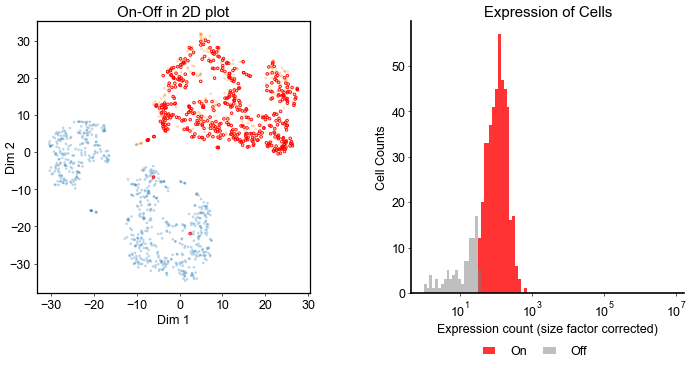 On-Off in 2D plot
30
20
10
0
−10
−20
−30
Dim 2
−30 −20 −10 0 10 20 30
Dim 1
Expression of Cells
50
40
30
20
10
0
Cell Counts
10^1 10^3 10^5 10^7
Expression count (size factor corrected)
On Off